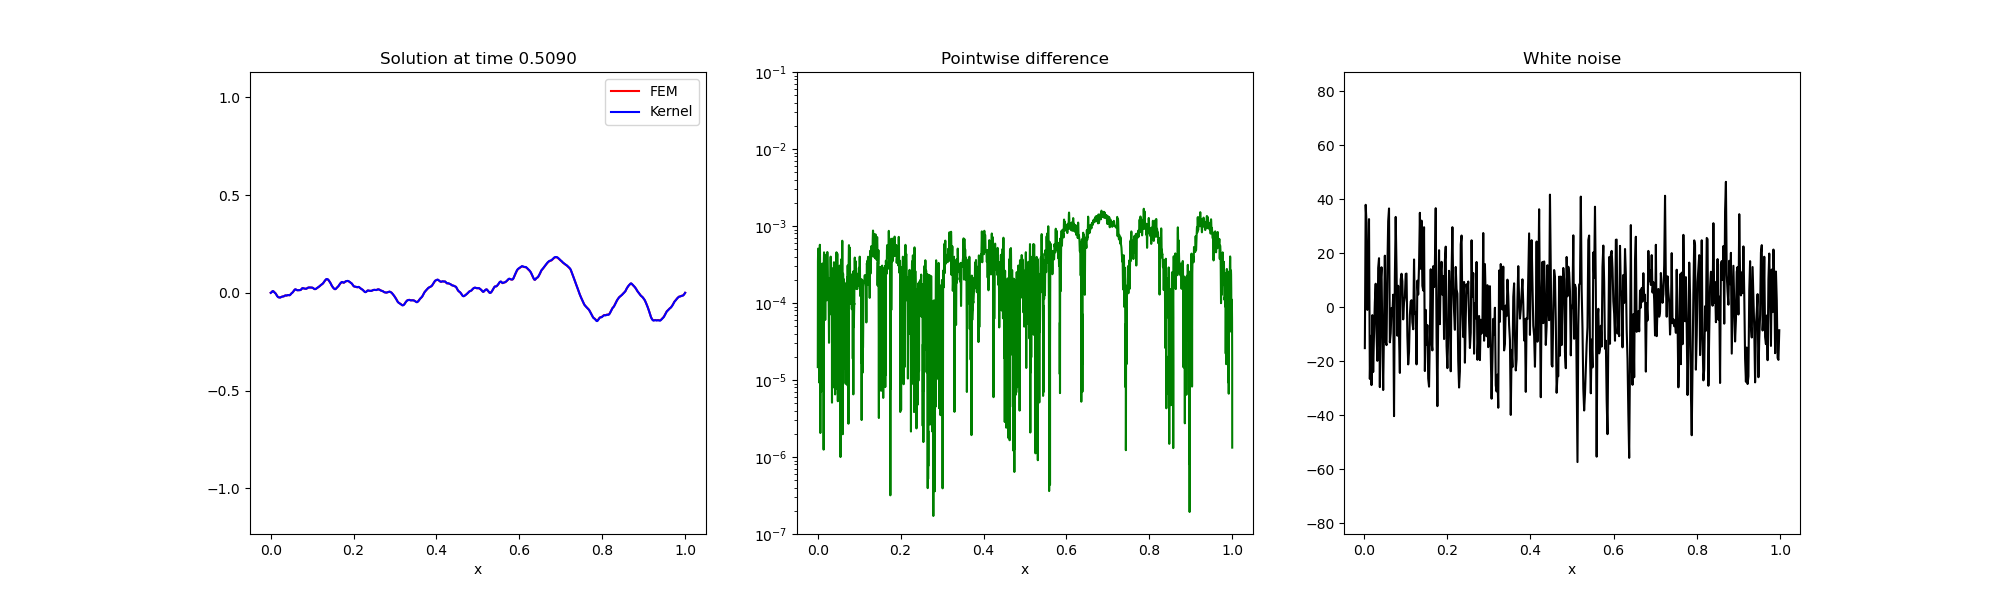 Solution at time 0.5090
FEM
Kernel
1.0
0.5
0.0
−0.5
−1.0
0.0 0.2 0.4 0.6 0.8 1.0
x
Pointwise difference
10⁻¹
10⁻²
10⁻³
10⁻⁴
10⁻⁵
10⁻⁶
10⁻⁷
0.0 0.2 0.4 0.6 0.8 1.0
x
White noise
80
60
40
20
0
−20
−40
−60
−80
0.0 0.2 0.4 0.6 0.8 1.0
x